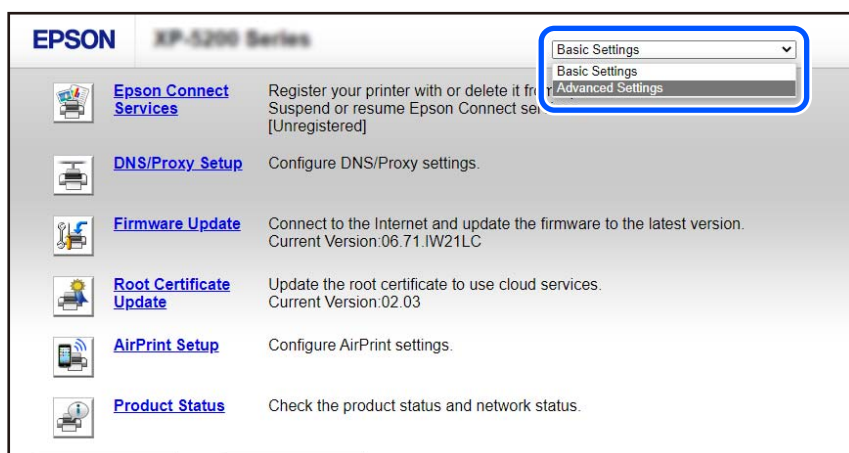 EPSON XP-5200 Series
Basic Settings
Basic Settings
Advanced Settings
Epson Connect Services
Register your printer with or delete it from
Suspend or resume Epson Connect
[Unregistered]
DNS/Proxy Setup
Configure DNS/Proxy settings.
Firmware Update
Connect to the Internet and update the firmware to the latest version.
Current Version:06.71.IW21LC
Root Certificate
Update
Update the root certificate to use cloud services.
Current Version:02.03
AirPrint Setup
Configure AirPrint settings.
Product Status
Check the product status and network status.